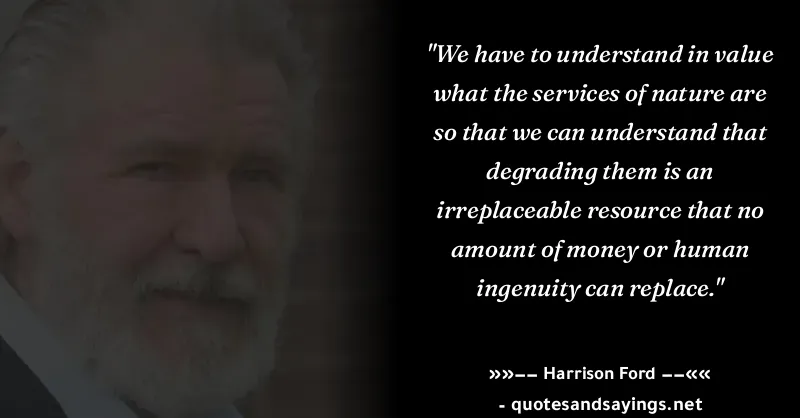 "We have to understand in value
what the services of nature are
so that we can understand that
degrading them is an
irreplaceable resource that no
amount of money or human
ingenuity can replace."
»»–– Harrison Ford ––««
- quotesandsayings.net